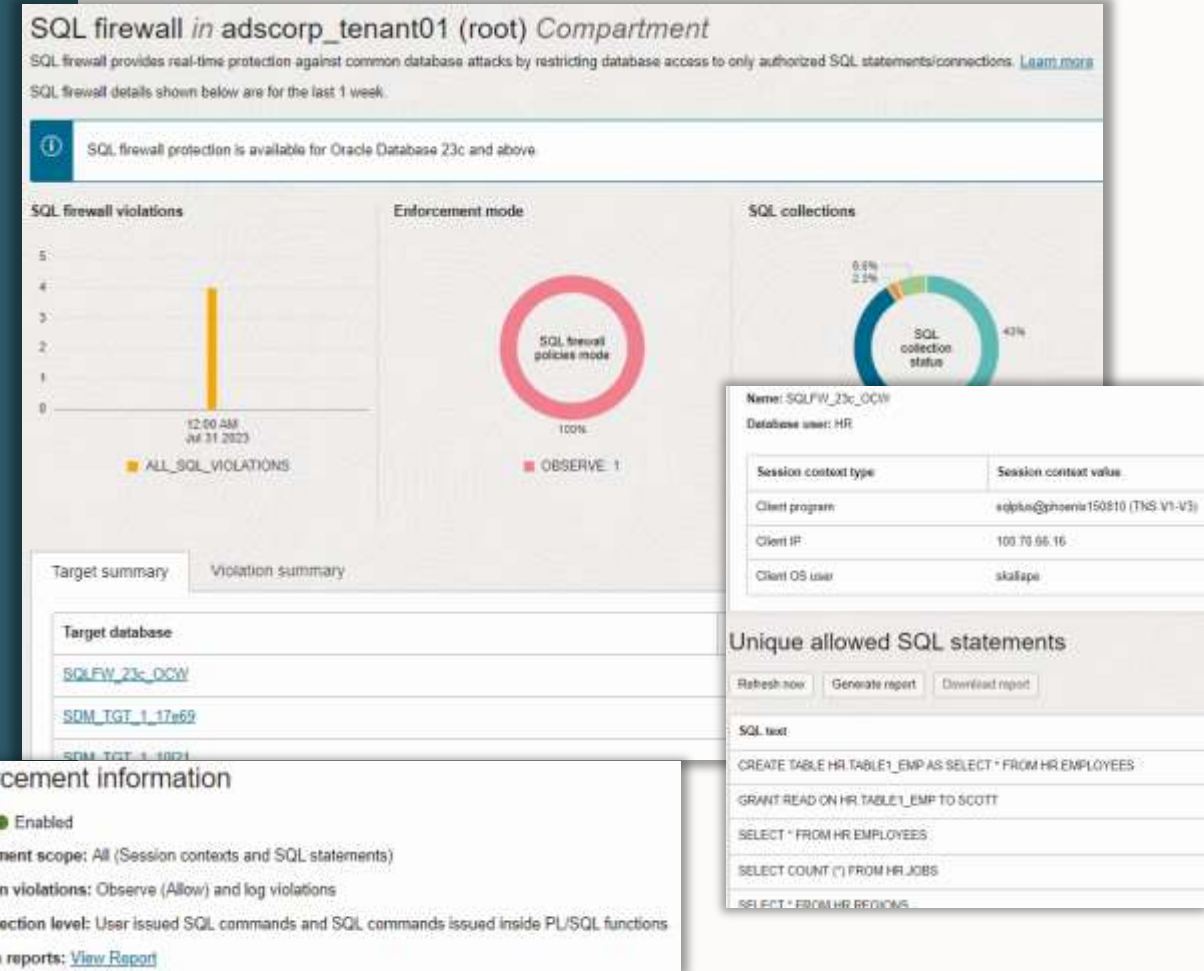 SQL firewall in adscorp_tenant01 (root) Compartment
SQL firewall provides real-time protection against common database attacks by restricting database access to only authorized SQL statements/connections. Learn more
SQL firewall details shown below are for the last 1 week.
SQL firewall protection is available for Oracle Database 23c and above
SQL firewall violations
5
4
3
2
1
0
12:00 AM
Jul 31 2023
ALL_SQL_VIOLATIONS
Enforcement mode
SQL firewall
policies mode
100%
OBSERVE: 1
SQL collections
SQL
collection
status
43%
Target summary
Violation summary
Target database
SQLFW_23c_OCW
SDM_TGT_1_17e69
Name: SQLFW_23c_OCW
Database user: HR
Session context type
Session context value
Client program
sqlplus@phoenix150810 (TNS V1-V3)
Client IP
100.70.66.16
Client OS user
skaliape
Unique allowed SQL statements
Refresh now
Generate report
Download report
SQL text
CREATE TABLE HR.TABLE1_EMP AS SELECT * FROM HR.EMPLOYEES
GRANT READ ON HR.TABLE1_EMP TO SCOTT
SELECT * FROM HR.EMPLOYEES
SELECT COUNT (*) FROM HR.JOBS
SELECT * FROM HR.REGIONS
cement information
Enabled
ment scope: All (Session contexts and SQL statements)
n violations: Observe (Allow) and log violations
ection level: User issued SQL commands and SQL commands issued inside PL/SQL functions
reports: View Report